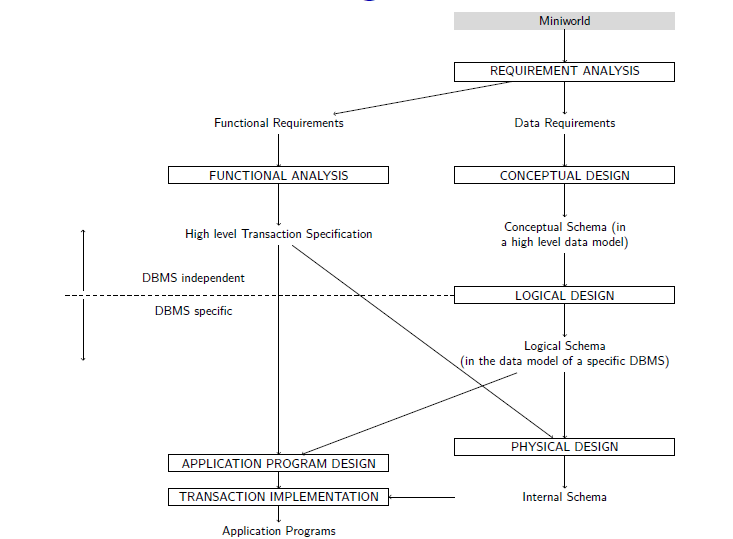 Miniworld
REQUIREMENT ANALYSIS
Functional Requirements
Data Requirements
FUNCTIONAL ANALYSIS
CONCEPTUAL DESIGN
High level Transaction Specification
Conceptual Schema (in
a high level data model)
DBMS independent
LOGICAL DESIGN
DBMS specific
Logical Schema
(in the data model of a specific DBMS)
PHYSICAL DESIGN
APPLICATION PROGRAM DESIGN
TRANSACTION IMPLEMENTATION
Internal Schema
Application Programs